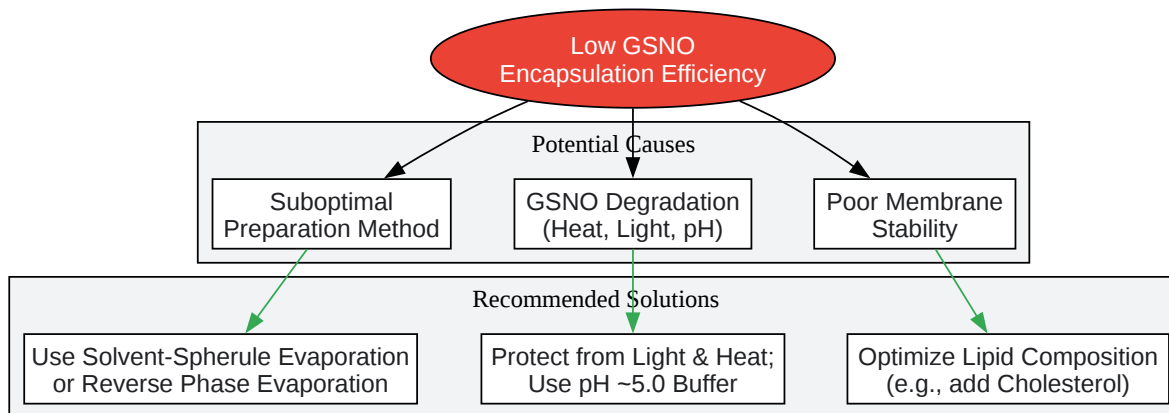 Low GSNO
Encapsulation Efficiency
Potential Causes
Suboptimal
Preparation Method
GSNO Degradation
(Heat, Light, pH)
Poor Membrane
Stability
Recommended Solutions
Use Solvent-Spherule Evaporation
or Reverse Phase Evaporation
Protect from Light & Heat;
Use pH ~5.0 Buffer
Optimize Lipid Composition
(e.g., add Cholesterol)